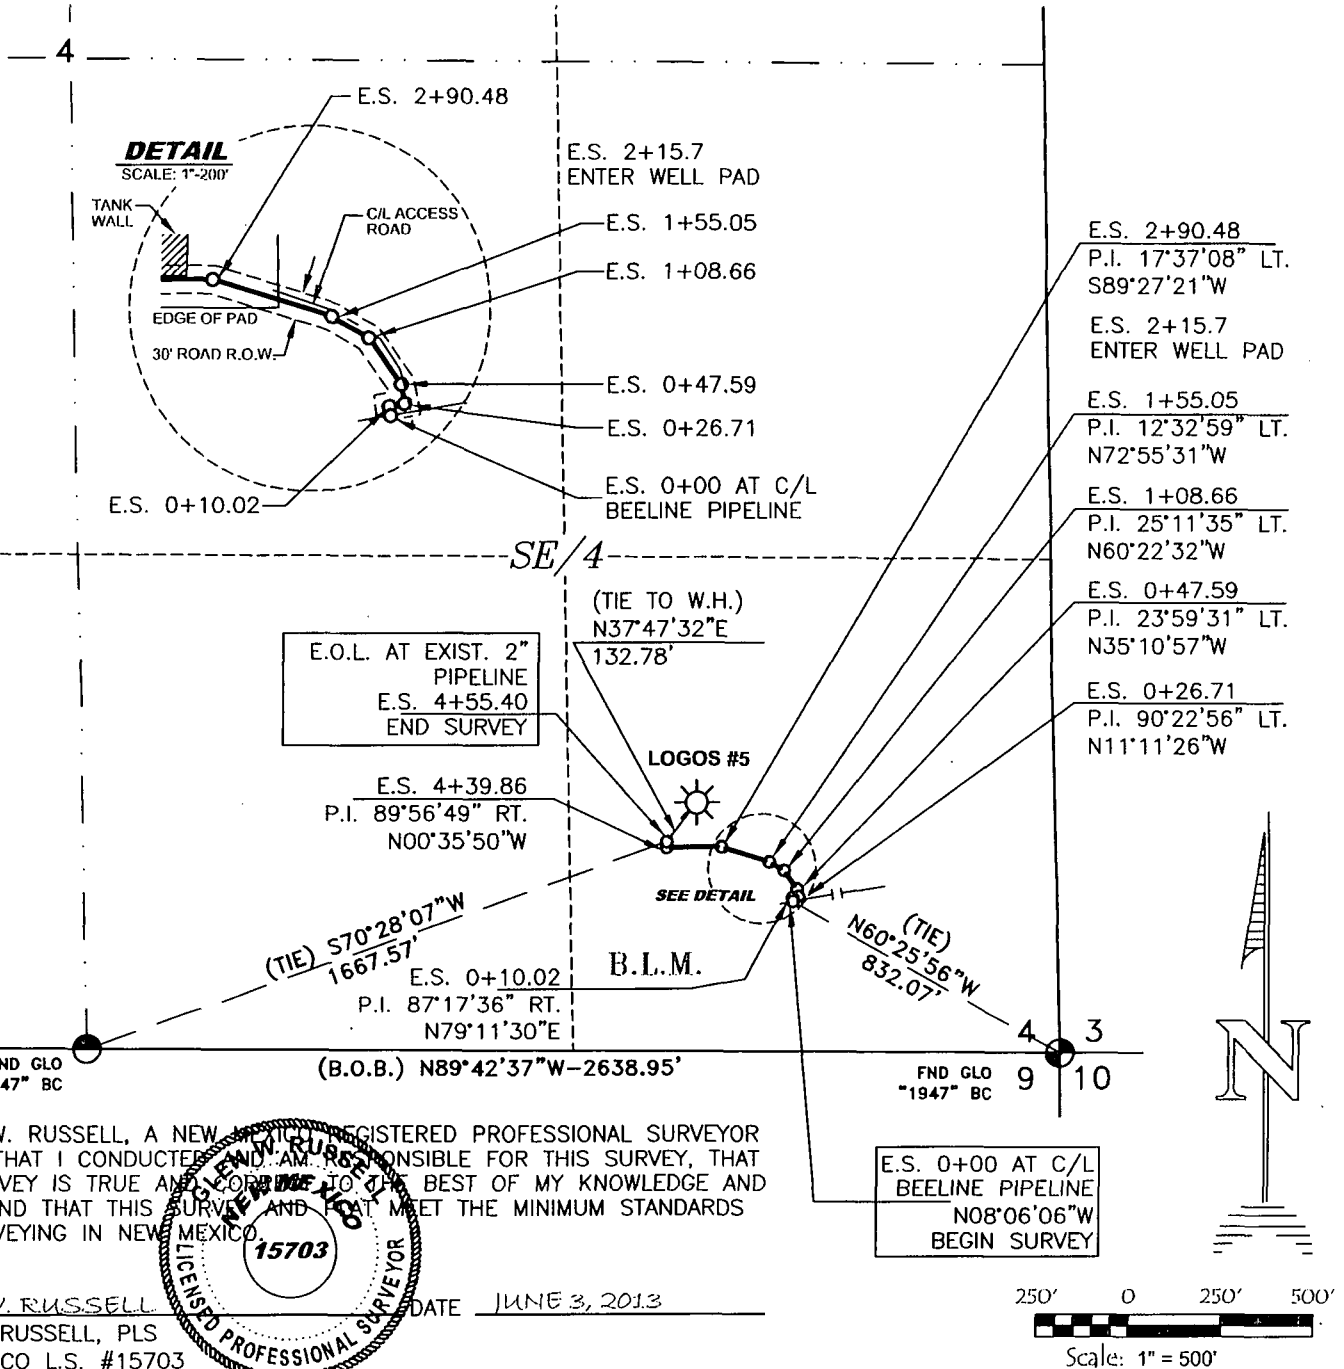 4
E.S. 2+90.48
DETAIL
SCALE: 1"-200'
TANK
WALL
C/L ACCESS
ROAD
E.S. 2+15.7
ENTER WELL PAD
E.S. 1+55.05
E.S. 1+08.66
EDGE OF PAD
30' ROAD R.O.W.
E.S. 0+47.59
E.S. 0+26.71
E.S. 0+10.02
E.S. 0+00 AT C/L
BEELINE PIPELINE
E.S. 2+90.48
P.I. 17°37'08" LT.
S89°27'21"W
E.S. 2+15.7
ENTER WELL PAD
E.S. 1+55.05
P.I. 12°32'59" LT.
N72°55'31"W
E.S. 1+08.66
P.I. 25°11'35" LT.
N60°22'32"W
E.S. 0+47.59
P.I. 23°59'31" LT.
N35°10'57"W
E.S. 0+26.71
P.I. 90°22'56" LT.
N11°11'26"W
SE/4
(TIE TO W.H.)
N37°47'32"E
132.78'
E.O.L. AT EXIST. 2"
PIPELINE
E.S. 4+55.40
END SURVEY
LOGOS #5
E.S. 4+39.86
P.I. 89°56'49" RT.
N00°35'50"W
SEE DETAIL
(TIE) S70°28'07"W
1667.57'
B.L.M.
(TIE)
N60°25'56"W
832.07'
E.S. 0+10.02
P.I. 87°17'36" RT.
N79°11'30"E
4 3
9 10
ND GLO
47" BC
(B.O.B.) N89°42'37"W-2638.95'
FND GLO
"1947" BC
N
W. RUSSELL, A NEW MEXICO REGISTERED PROFESSIONAL SURVEYOR
THAT I CONDUCTED AND AM RESPONSIBLE FOR THIS SURVEY, THAT
VEY IS TRUE AND CORRECT TO THE BEST OF MY KNOWLEDGE AND
ND THAT THIS SURVEY AND PLAT MEET THE MINIMUM STANDARDS
VEYING IN NEW MEXICO.
GLEN W. RUSSELL
NEW MEXICO
15703
LICENSED PROFESSIONAL SURVEYOR
E.S. 0+00 AT C/L
BEELINE PIPELINE
N08°06'06"W
BEGIN SURVEY
W. RUSSELL DATE JUNE 3, 2013
RUSSELL, PLS
CO L.S. #15703
250' 0 250' 500'
Scale: 1" = 500'